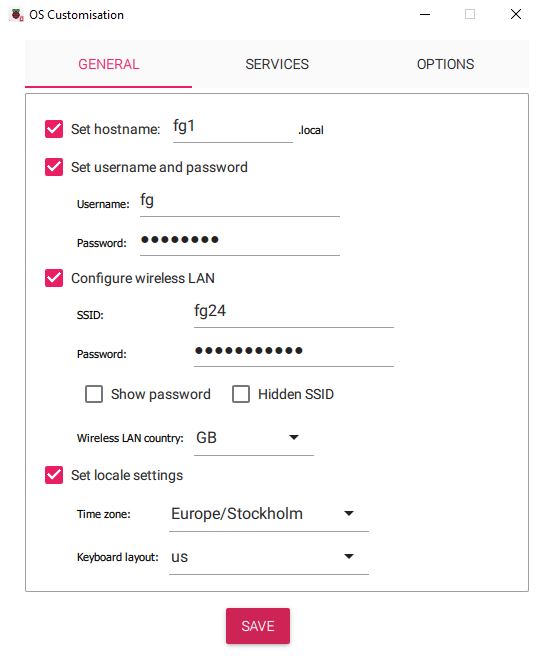 OS Customisation
GENERAL SERVICES OPTIONS
Set hostname: fg1 .local
Set username and password
Username: fg
Password: ●●●●●●●●
Configure wireless LAN
SSID: fg24
Password: ●●●●●●●●●●●
Show password Hidden SSID
Wireless LAN country: GB
Set locale settings
Time zone: Europe/Stockholm
Keyboard layout: us
SAVE